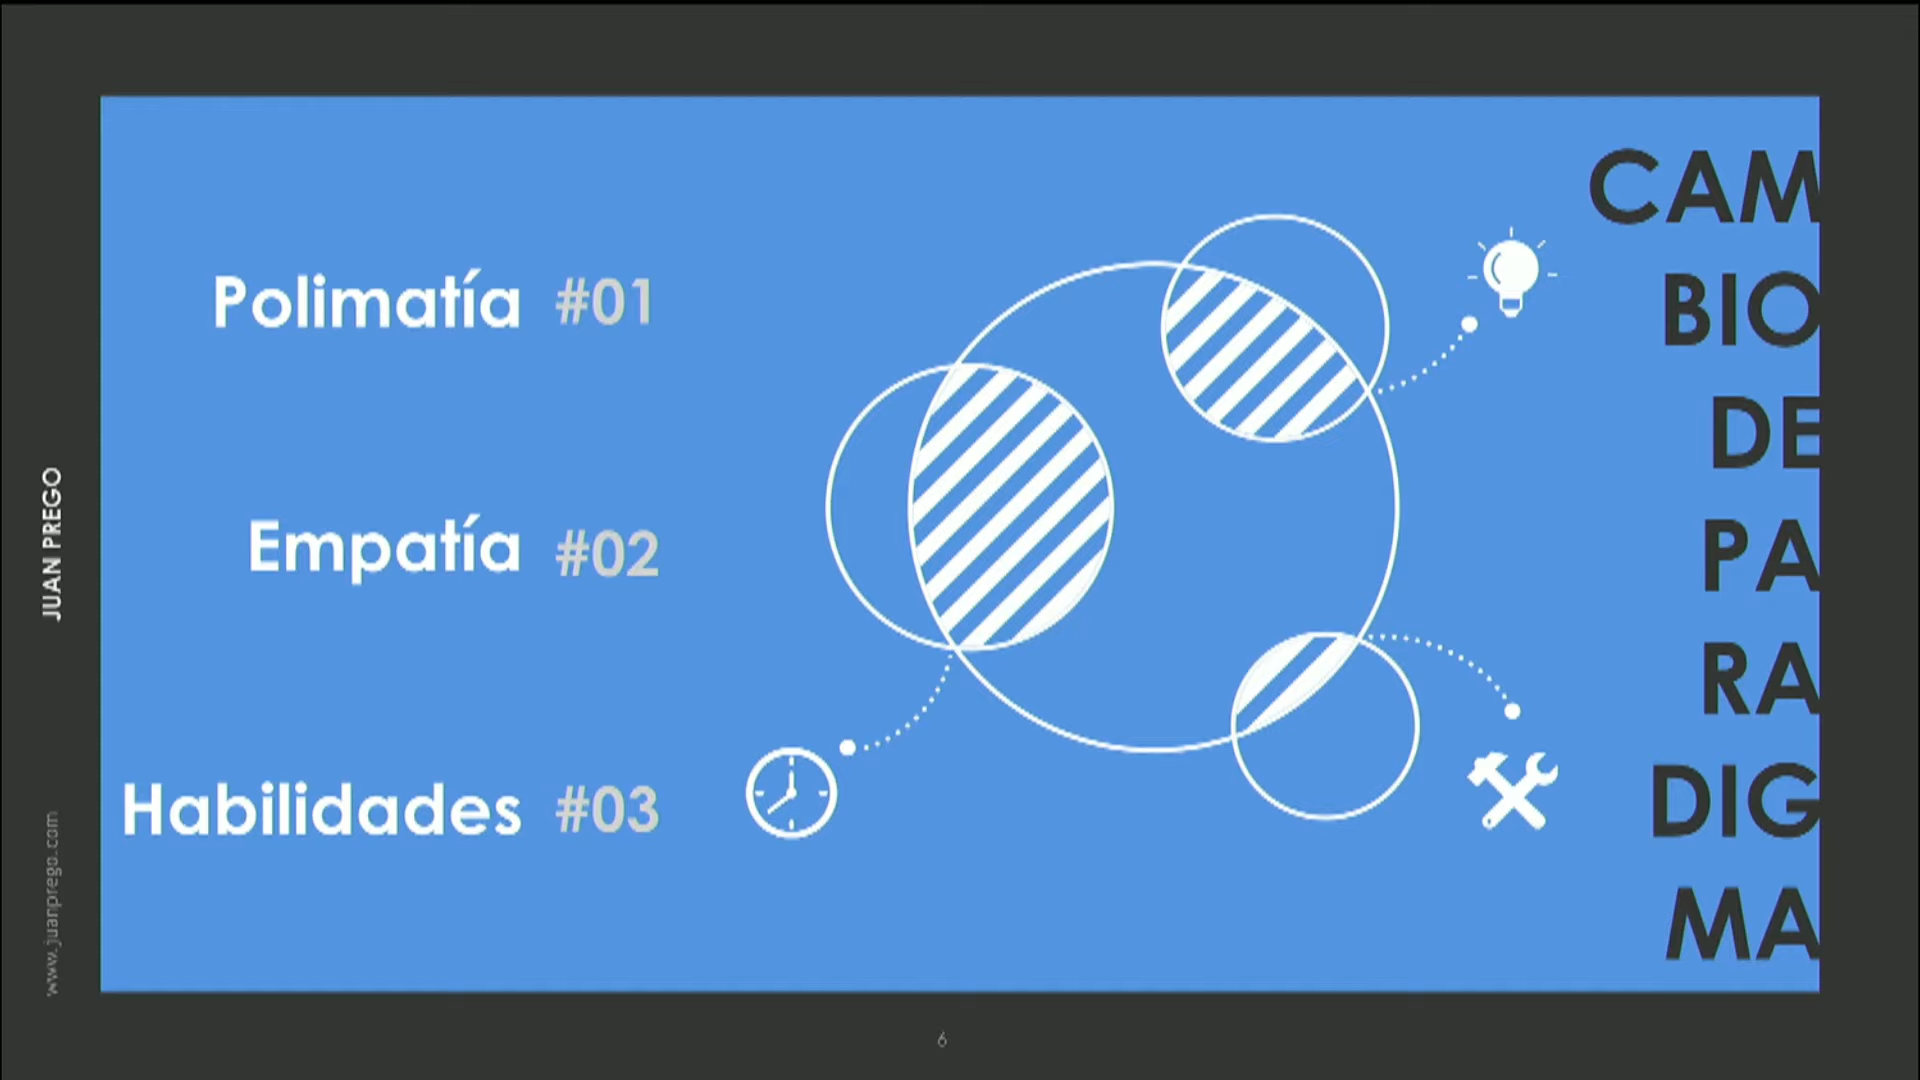 Polimatía #01
Empatía #02
Habilidades #03
CAM
BIO
DE
PA
RA
DIG
MA
JUAN PREGO
www.juanprego.com
6